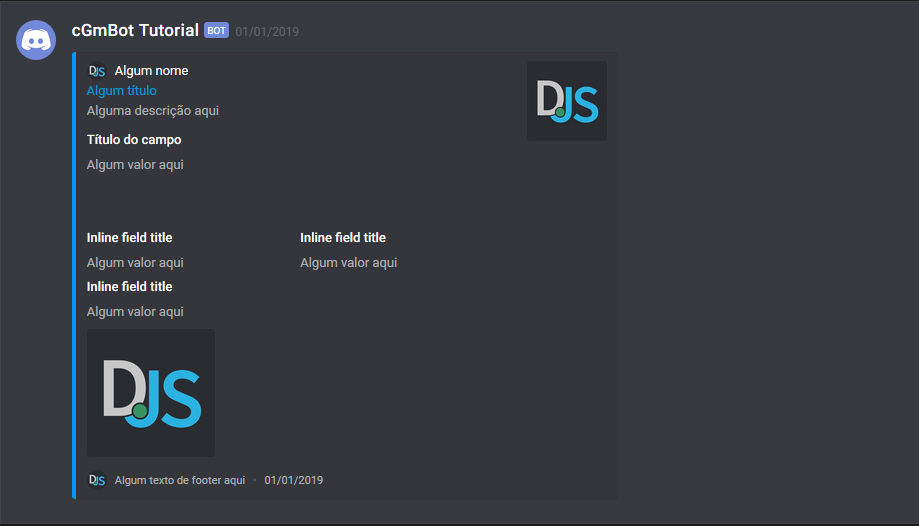 cGmBot Tutorial BOT 01/01/2019
DJS Algum nome
Algum título
Alguma descrição aqui
DJS
Título do campo
Algum valor aqui
Inline field title Inline field title
Algum valor aqui Algum valor aqui
Inline field title
Algum valor aqui
DJS
DJS Algum texto de footer aqui • 01/01/2019